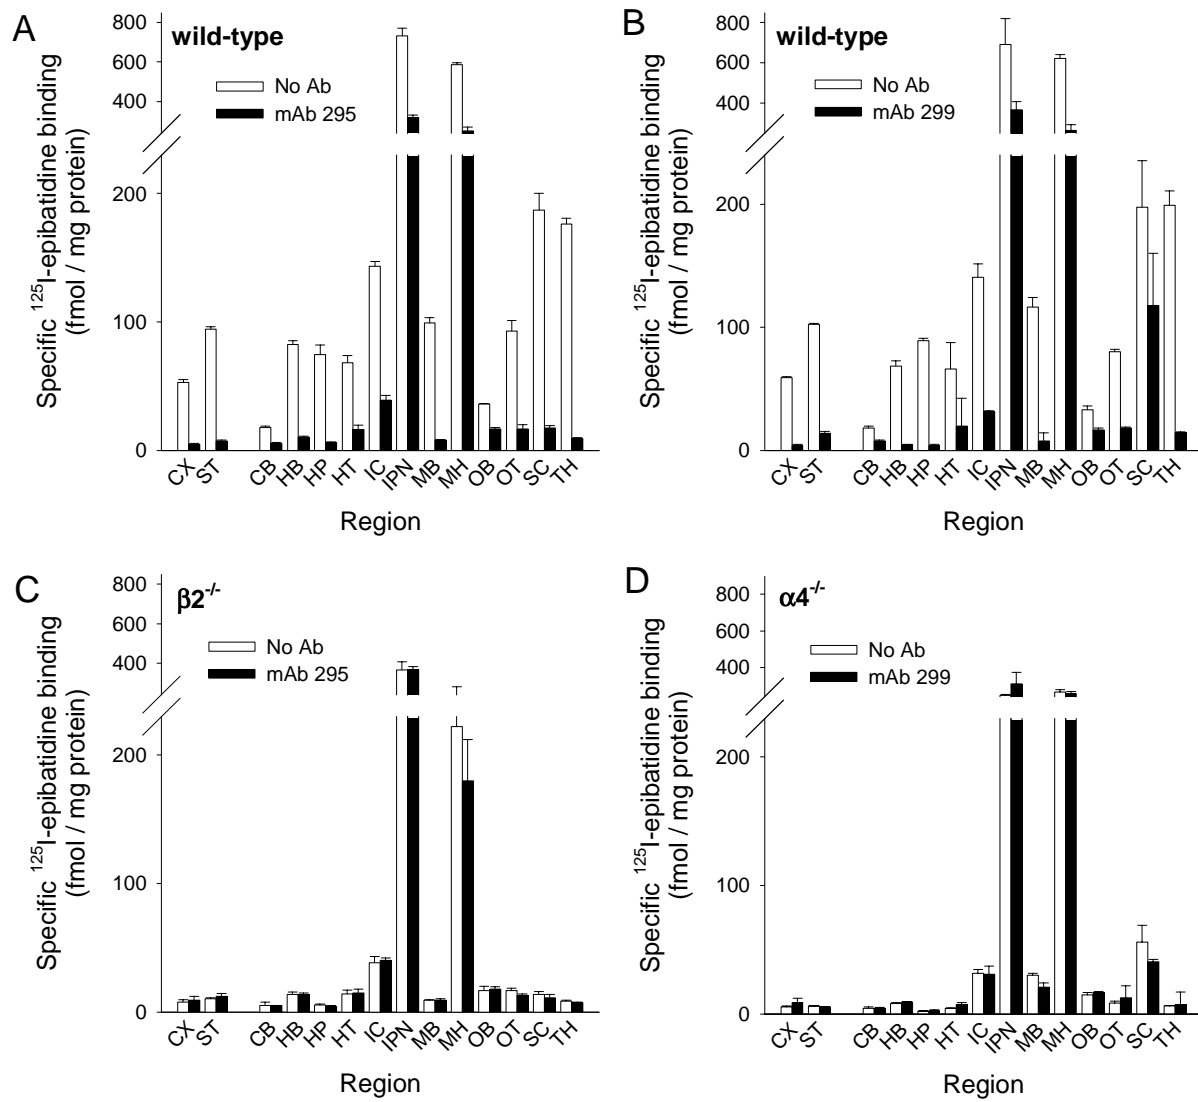 A
wild-type
No Ab
mAb 295
Specific ¹²⁵I-epibatidine binding
(fmol / mg protein)
800
600
400
200
100
0
CX ST CB HB HP HT IC IPN MB MH OB OT SC TH
Region
B
wild-type
No Ab
mAb 299
Specific ¹²⁵I-epibatidine binding
(fmol / mg protein)
800
600
400
200
100
0
CX ST CB HB HP HT IC IPN MB MH OB OT SC TH
Region
C
β2⁻/⁻
No Ab
mAb 295
Specific ¹²⁵I-epibatidine binding
(fmol / mg protein)
800
600
400
200
100
0
CX ST CB HB HP HT IC IPN MB MH OB OT SC TH
Region
D
α4⁻/⁻
No Ab
mAb 299
Specific ¹²⁵I-epibatidine binding
(fmol / mg protein)
800
600
400
200
100
0
CX ST CB HB HP HT IC IPN MB MH OB OT SC TH
Region